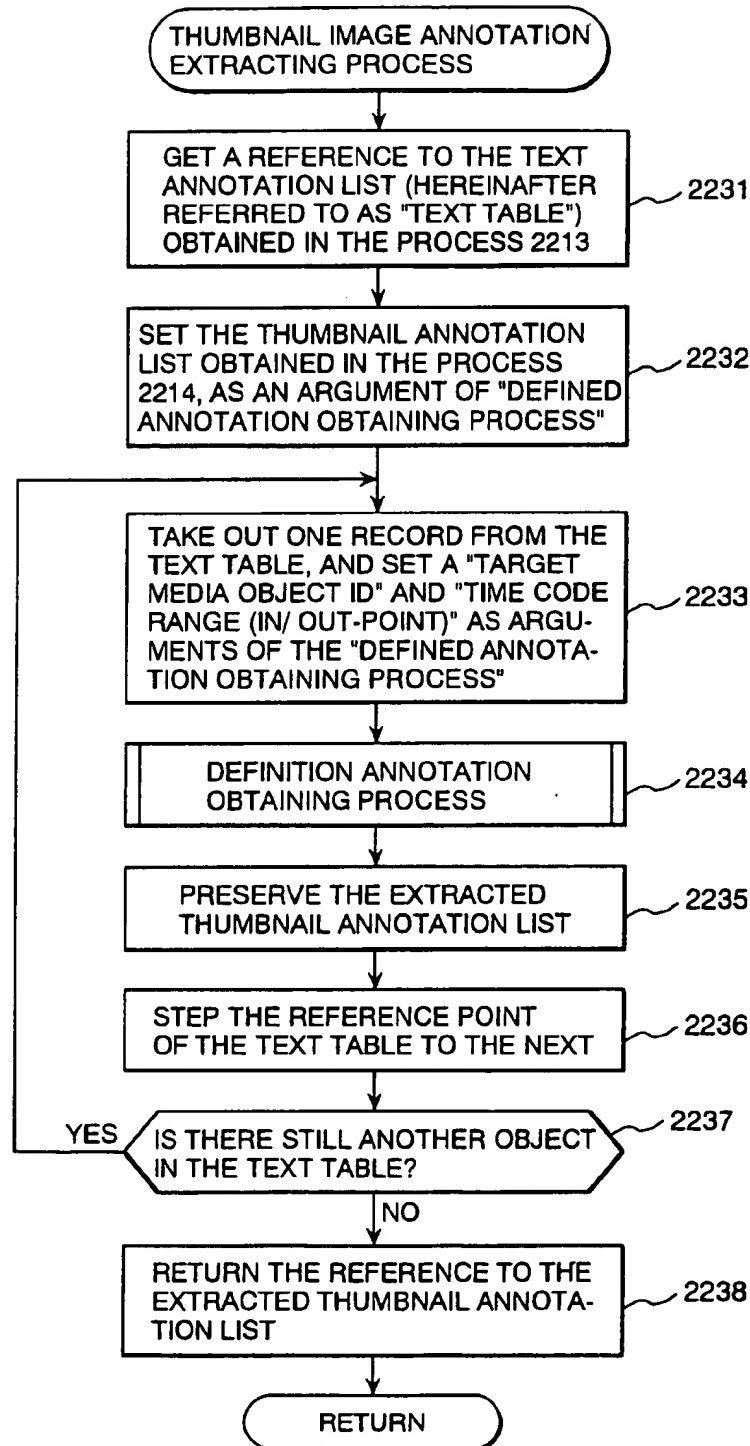 THUMBNAIL IMAGE ANNOTATION
EXTRACTING PROCESS
GET A REFERENCE TO THE TEXT
ANNOTATION LIST (HEREINAFTER
REFERRED TO AS "TEXT TABLE")
OBTAINED IN THE PROCESS 2213
2231
SET THE THUMBNAIL ANNOTATION
LIST OBTAINED IN THE PROCESS
2214, AS AN ARGUMENT OF "DEFINED
ANNOTATION OBTAINING PROCESS"
2232
TAKE OUT ONE RECORD FROM THE
TEXT TABLE, AND SET A "TARGET
MEDIA OBJECT ID" AND "TIME CODE
RANGE (IN/ OUT-POINT)" AS ARGU-
MENTS OF THE "DEFINED ANNOTA-
TION OBTAINING PROCESS"
2233
DEFINITION ANNOTATION
OBTAINING PROCESS
2234
PRESERVE THE EXTRACTED
THUMBNAIL ANNOTATION LIST
2235
STEP THE REFERENCE POINT
OF THE TEXT TABLE TO THE NEXT
2236
YES
IS THERE STILL ANOTHER OBJECT
IN THE TEXT TABLE?
2237
NO
RETURN THE REFERENCE TO THE
EXTRACTED THUMBNAIL ANNOTA-
TION LIST
2238
RETURN